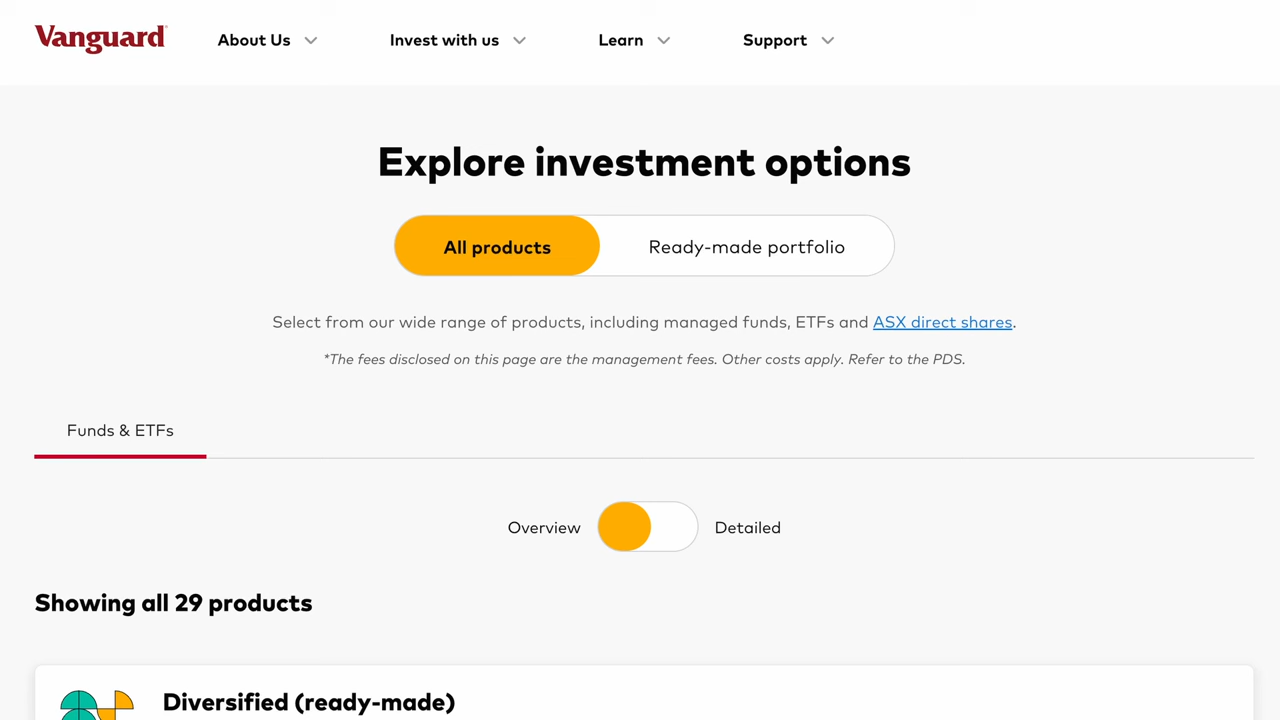 Vanguard
About Us
Invest with us
Learn
Support
Explore investment options
All products
Ready-made portfolio
Select from our wide range of products, including managed funds, ETFs and ASX direct shares.
*The fees disclosed on this page are the management fees. Other costs apply. Refer to the PDS.
Funds & ETFs
Overview
Detailed
Showing all 29 products
Diversified (ready-made)